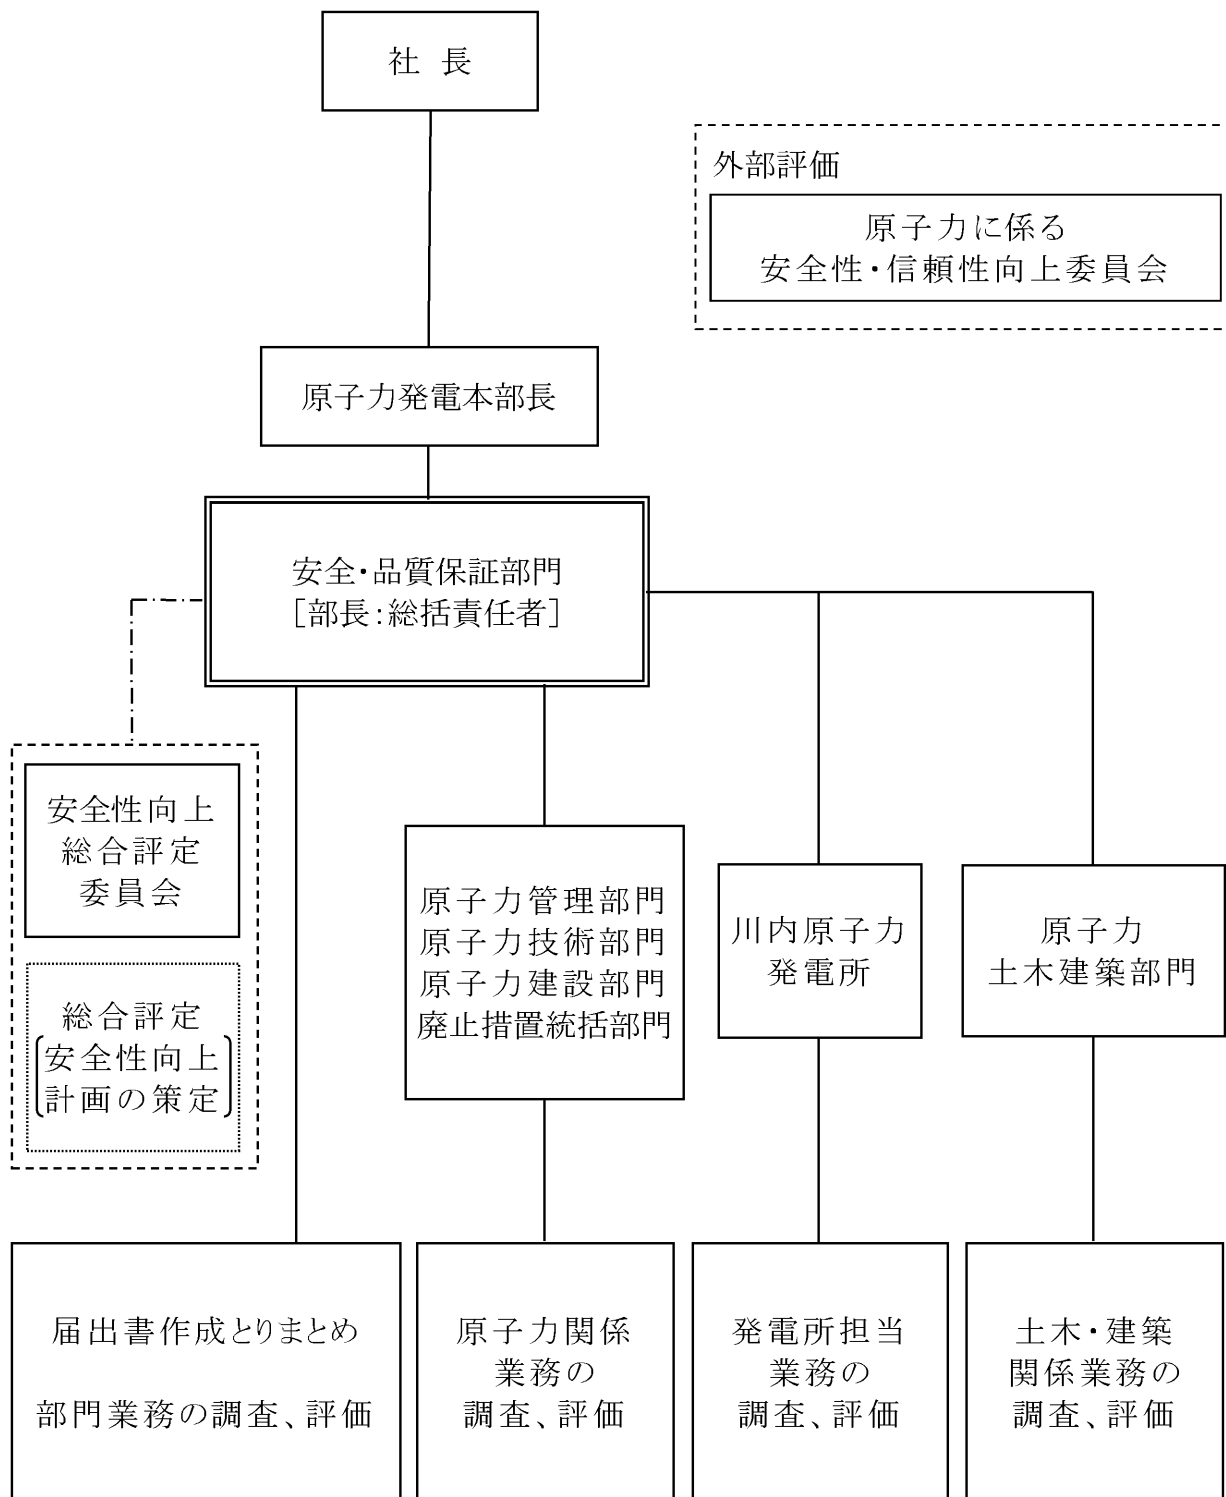 社 長
外部評価
原子力に係る
安全性・信頼性向上委員会
原子力発電本部長
安全・品質保証部門
［部長：総括責任者］
安全性向上
総合評定
委員会
総合評定
安全性向上
計画の策定
原子力管理部門
原子力技術部門
原子力建設部門
廃止措置統括部門
川内原子力
発電所
原子力
土木建築部門
届出書作成とりまとめ
部門業務の調査、評価
原子力関係
業務の
調査、評価
発電所担当
業務の
調査、評価
土木・建築
関係業務の
調査、評価